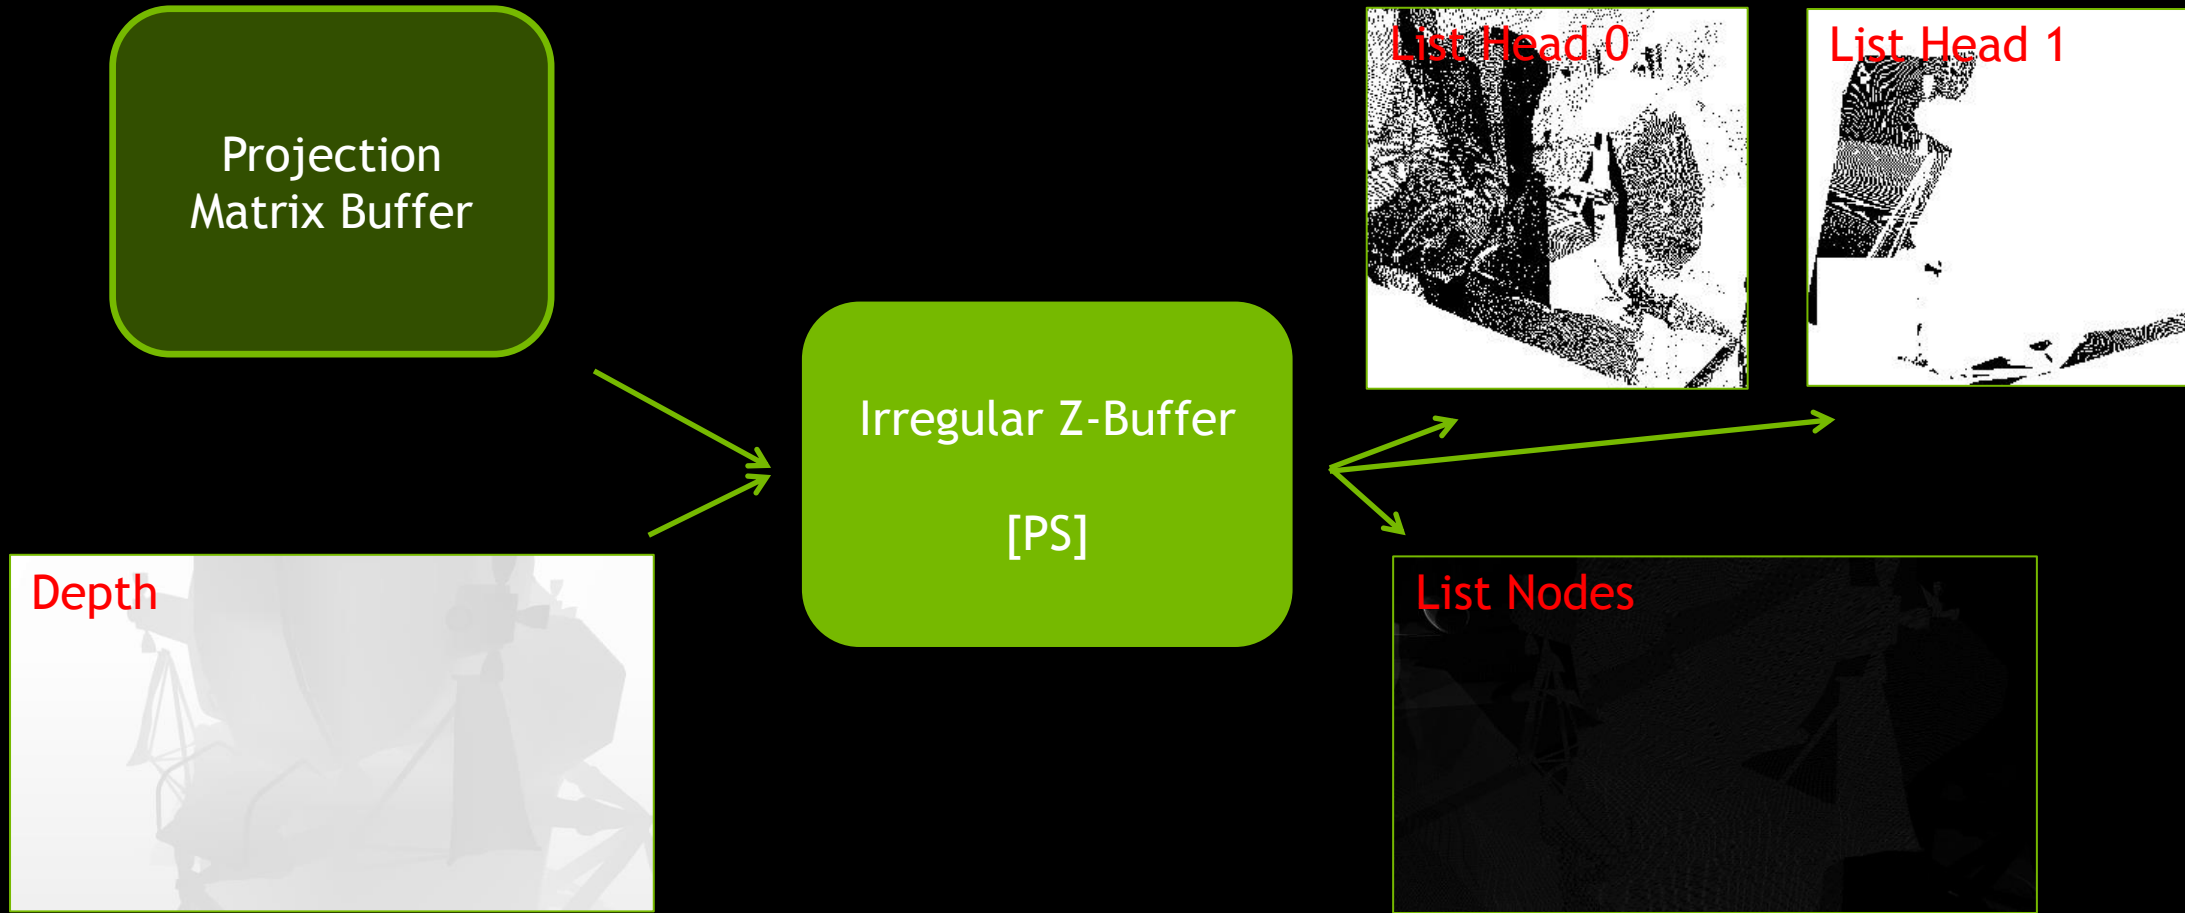 Projection
Matrix Buffer
List Head 0
List Head 1
Irregular Z-Buffer
[PS]
Depth
List Nodes